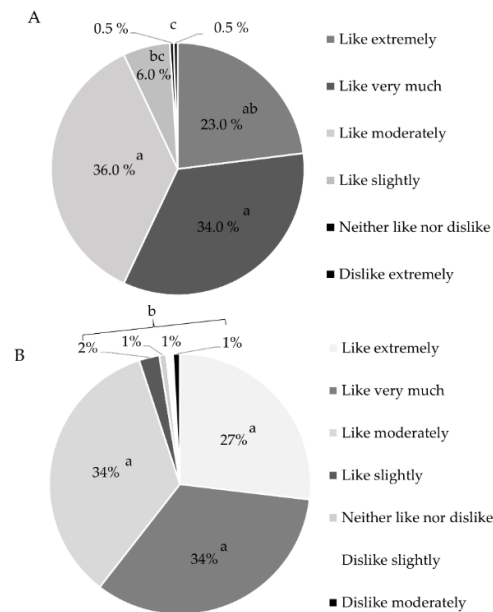 A
0.5 %
c
0.5 %
bc
6.0 %
23.0 % ab
36.0 % a
34.0 % a
Like extremely
Like very much
Like moderately
Like slightly
Neither like nor dislike
Dislike extremely
B
b
2%
1%
1%
1%
27% a
34% a
34% a
Like extremely
Like very much
Like moderately
Like slightly
Neither like nor dislike
Dislike slightly
Dislike moderately